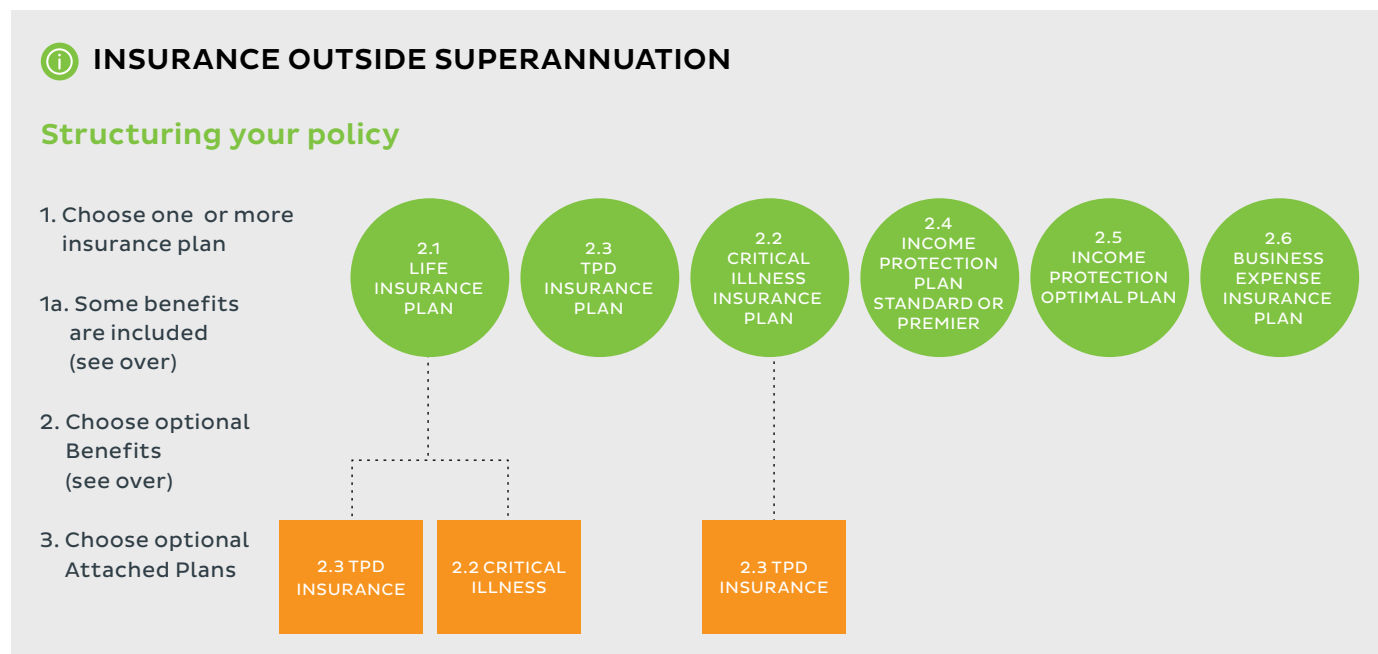 INSURANCE OUTSIDE SUPERANNUATION
Structuring your policy
1. Choose one or more
insurance plan
1a. Some benefits
are included
(see over)
2. Choose optional
Benefits
(see over)
3. Choose optional
Attached Plans
2.1
LIFE
INSURANCE
PLAN
2.3
TPD
INSURANCE
PLAN
2.2
CRITICAL
ILLNESS
INSURANCE
PLAN
2.4
INCOME
PROTECTION
PLAN
STANDARD OR
PREMIER
2.5
INCOME
PROTECTION
OPTIMAL PLAN
2.6
BUSINESS
EXPENSE
INSURANCE
PLAN
2.3 TPD
INSURANCE
2.2 CRITICAL
ILLNESS
2.3 TPD
INSURANCE